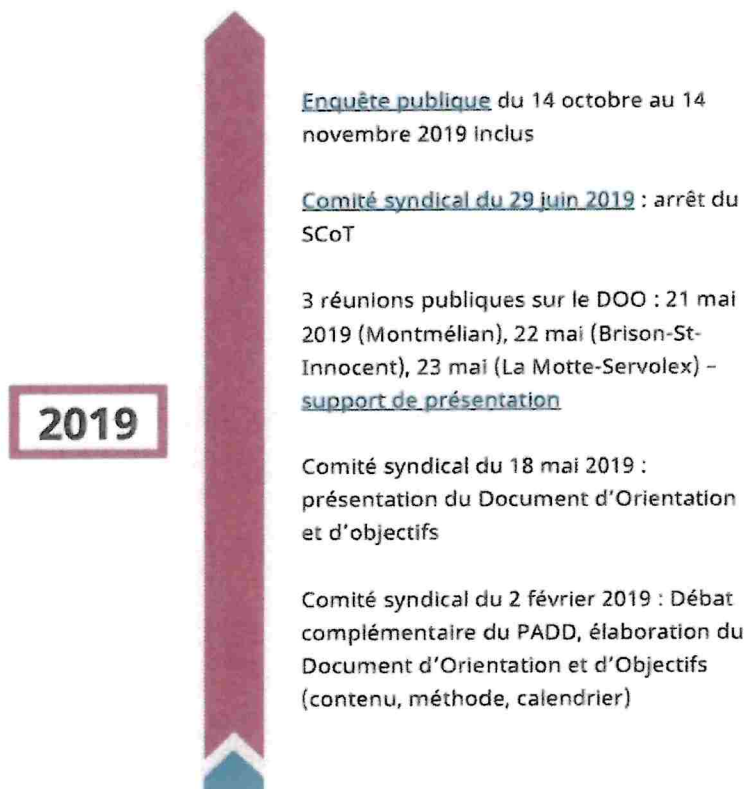 Enquête publique du 14 octobre au 14
novembre 2019 inclus
Comité syndical du 29 juin 2019 : arrêt du
SCoT
3 réunions publiques sur le DOO : 21 mai
2019 (Montmélian), 22 mai (Brison-St-
Innocent), 23 mai (La Motte-Servolex) –
support de présentation
2019
Comité syndical du 18 mai 2019 :
présentation du Document d'Orientation
et d'objectifs
Comité syndical du 2 février 2019 : Débat
complémentaire du PADD, élaboration du
Document d'Orientation et d'Objectifs
(contenu, méthode, calendrier)